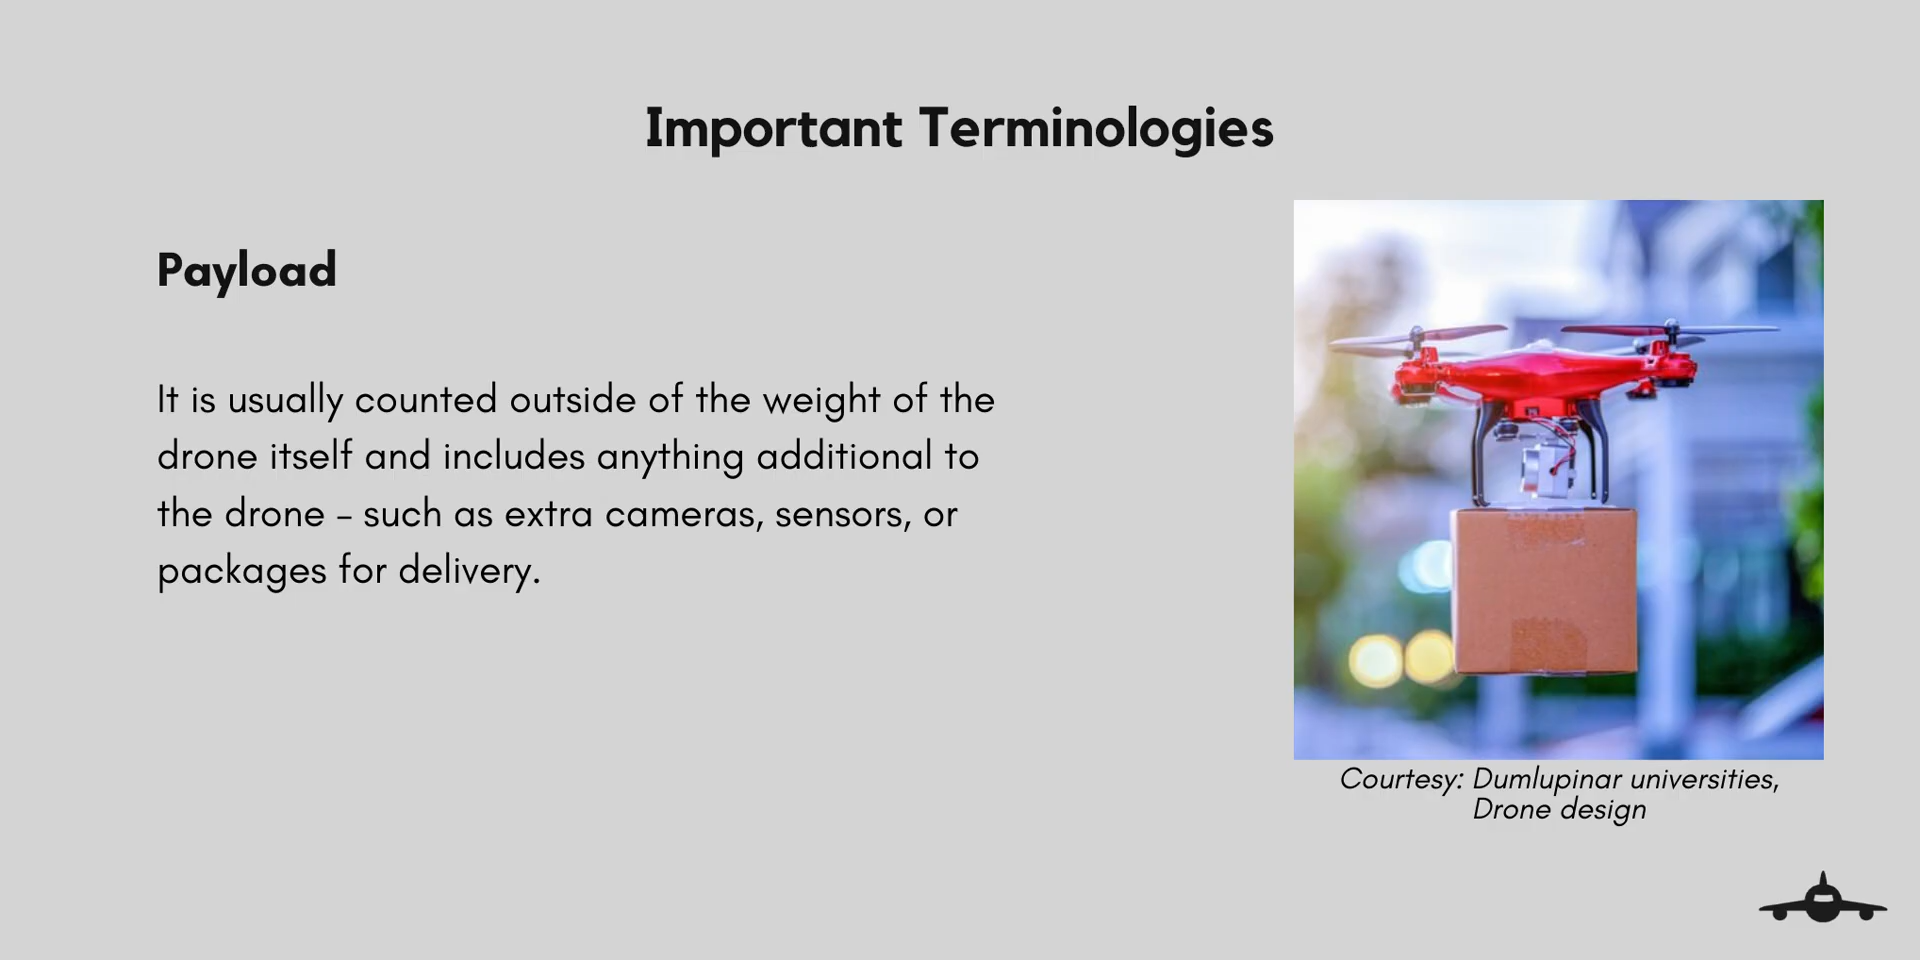 Important Terminologies
Payload
It is usually counted outside of the weight of the
drone itself and includes anything additional to
the drone – such as extra cameras, sensors, or
packages for delivery.
Courtesy: Dumlupinar universities,
Drone design